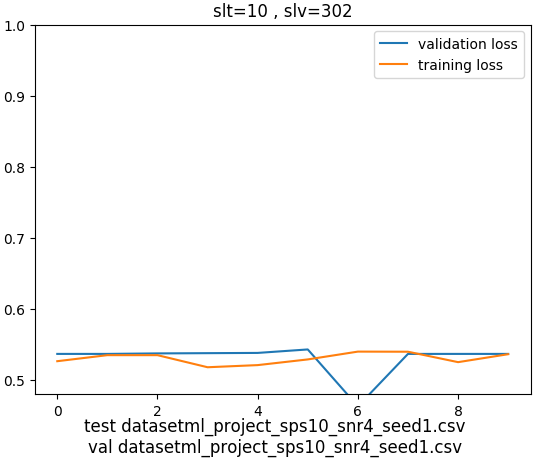 slt=10 , slv=302
1.0
validation loss
training loss
0.9
0.8
0.7
0.6
0.5
0 2 4 6 8
test datasetml_project_sps10_snr4_seed1.csv
val datasetml_project_sps10_snr4_seed1.csv